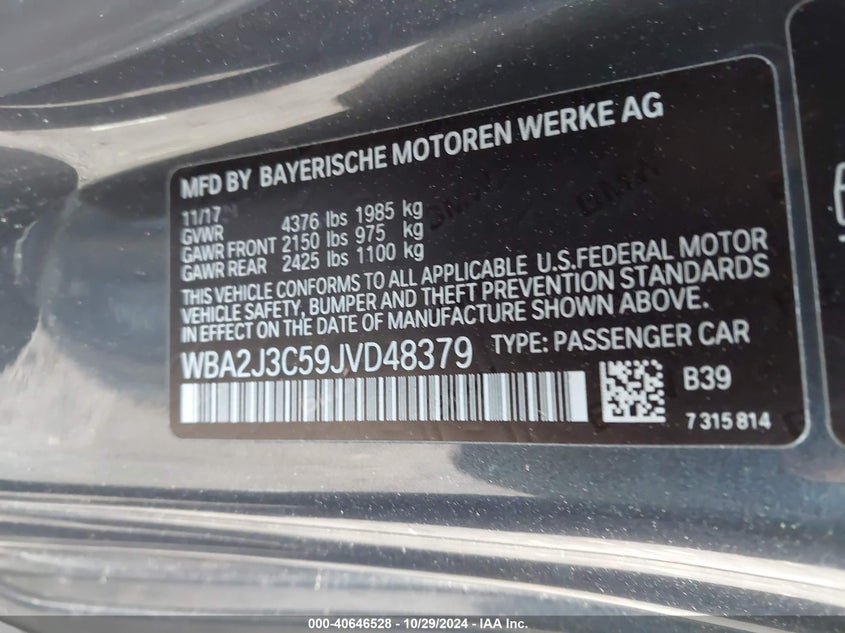 MFD BY BAYERISCHE MOTOREN WERKE AG
11/17
GVWR 4376 lbs 1985 kg
GAWR FRONT 2150 lbs 975 kg
GAWR REAR 2425 lbs 1100 kg
THIS VEHICLE CONFORMS TO ALL APPLICABLE U.S.FEDERAL MOTOR
VEHICLE SAFETY, BUMPER AND THEFT PREVENTION STANDARDS
IN EFFECT ON THE DATE OF MANUFACTURE SHOWN ABOVE.
WBA2J3C59JVD48379 TYPE: PASSENGER CAR
B39
7 315 814
000-40646528 - 10/29/2024 - IAA Inc.